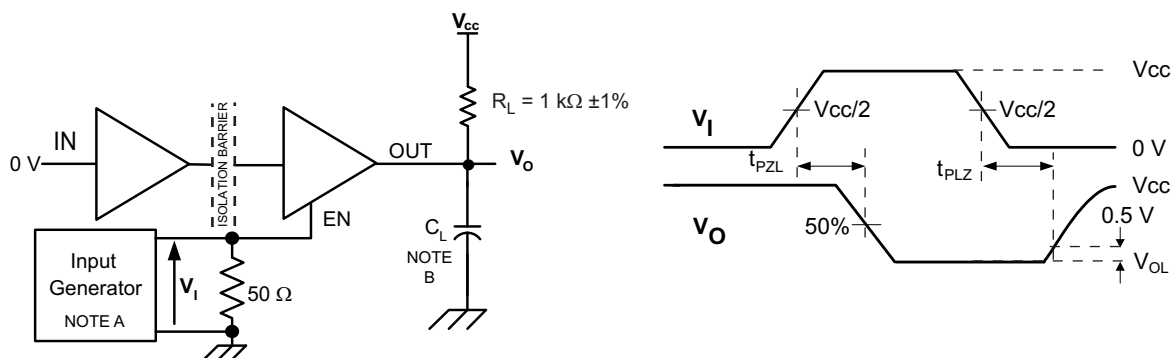 Vcc
R_L = 1 kΩ ±1%
IN
0 V
ISOLATION BARRIER
OUT
V_O
EN
C_L
NOTE
B
Input
Generator
NOTE A
V_I
50 Ω
Vcc
Vcc/2
Vcc/2
V_I
0 V
t_PZL
t_PLZ
Vcc
0.5 V
50%
V_O
V_OL